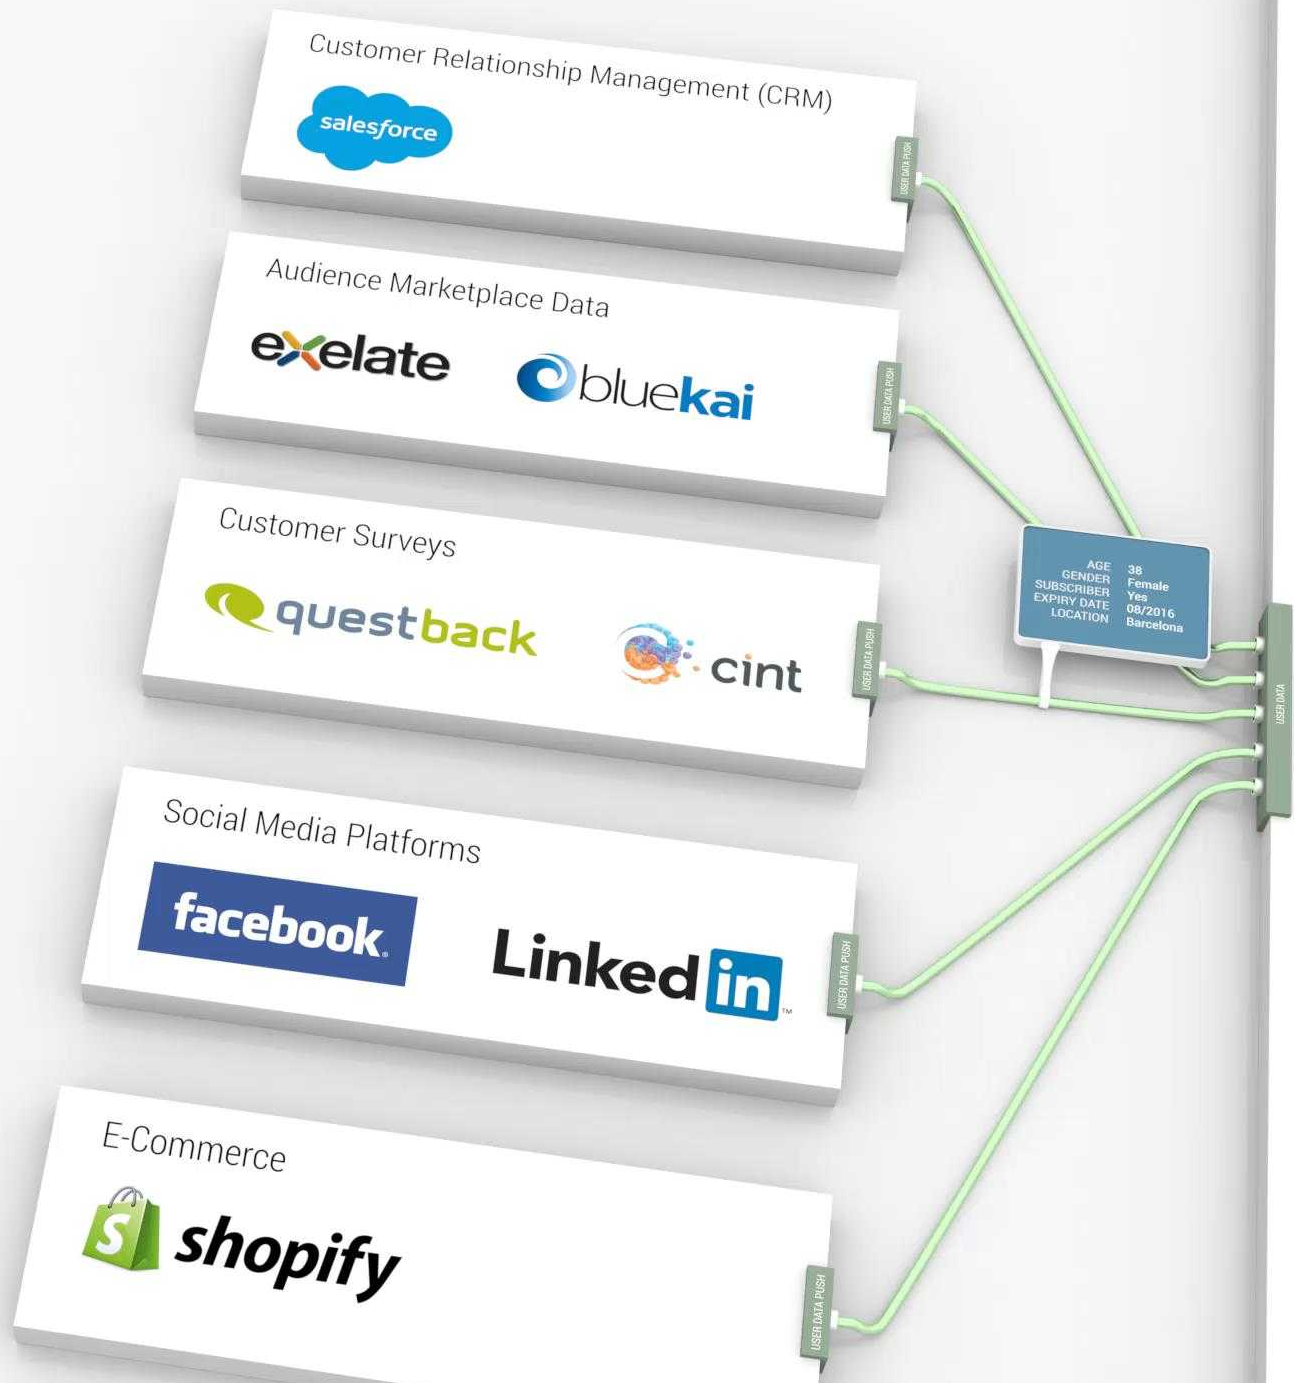 Customer Relationship Management (CRM)
salesforce
USER DATA PUSH
Audience Marketplace Data
exelate
bluekai
USER DATA PUSH
Customer Surveys
questback
cint
USER DATA PUSH
AGE 38
GENDER Female
SUBSCRIBER Yes
EXPIRY DATE 08/2016
LOCATION Barcelona
USER DATA
Social Media Platforms
facebook®
Linked in™
USER DATA PUSH
E-Commerce
S shopify
USER DATA PUSH